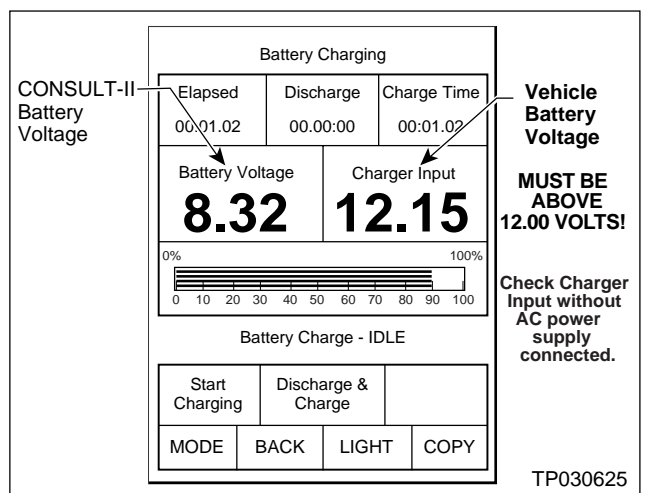 Battery Charging
CONSULT-II
Battery
Voltage
Elapsed
00:01.02
Discharge
00.00:00
Charge Time
00:01.02
Vehicle
Battery
Voltage
Battery Voltage
8.32
Charger Input
12.15
MUST BE
ABOVE
12.00 VOLTS!
0% 100%
0 10 20 30 40 50 60 70 80 90 100
Check Charger
Input without
AC power
supply
connected.
Battery Charge - IDLE
Start
Charging
Discharge &
Charge
MODE BACK LIGHT COPY
TP030625